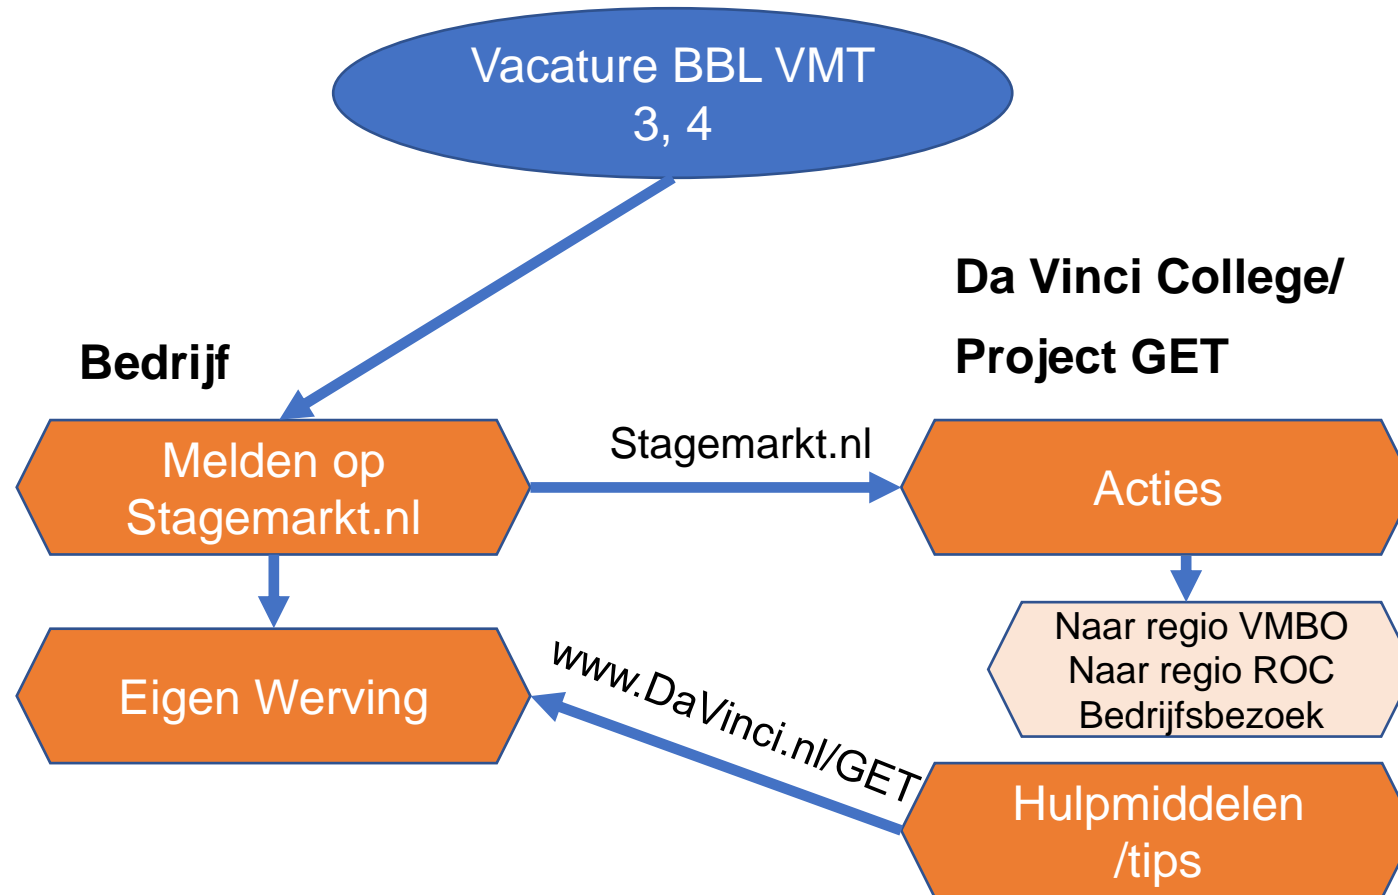 Vacature BBL VMT
3, 4
Da Vinci College/
Project GET
Bedrijf
Melden op
Stagemarkt.nl
Stagemarkt.nl
Acties
Naar regio VMBO
Naar regio ROC
Bedrijfsbezoek
Eigen Werving
www.DaVinci.nl/GET
Hulpmiddelen
/tips